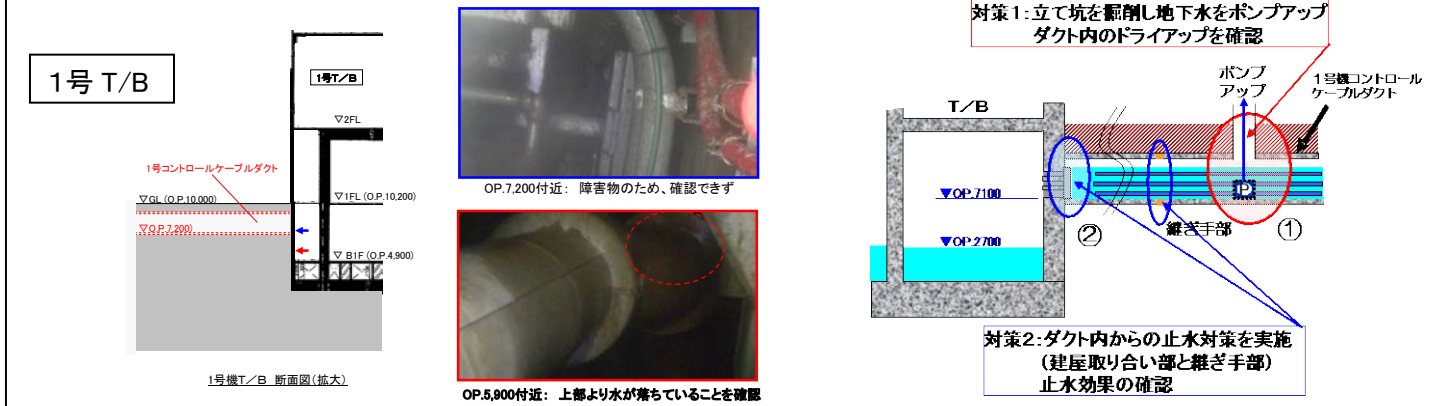 1号 T/B
1号T/B
▽2FL
1号コントロールケーブルダクト
▽GL (O.P.10,000)
▽1FL (O.P.10,200)
▽O.P.7,200)
▽ B1F (O.P.4,900)
1号機T/B 断面図(拡大)
OP.7,200付近: 障害物のため、確認できず
OP.5,900付近: 上部より水が落ちていることを確認
対策1:立て坑を掘削し地下水をポンプアップ
ダクト内のドライアップを確認
ポンプ
アップ
1号機コントロール
ケーブルダクト
T/B
▼OP.7100
P
②
継ぎ手部
①
▼OP.2700
対策2:ダクト内からの止水対策を実施
(建屋取り合い部と継ぎ手部)
止水効果の確認